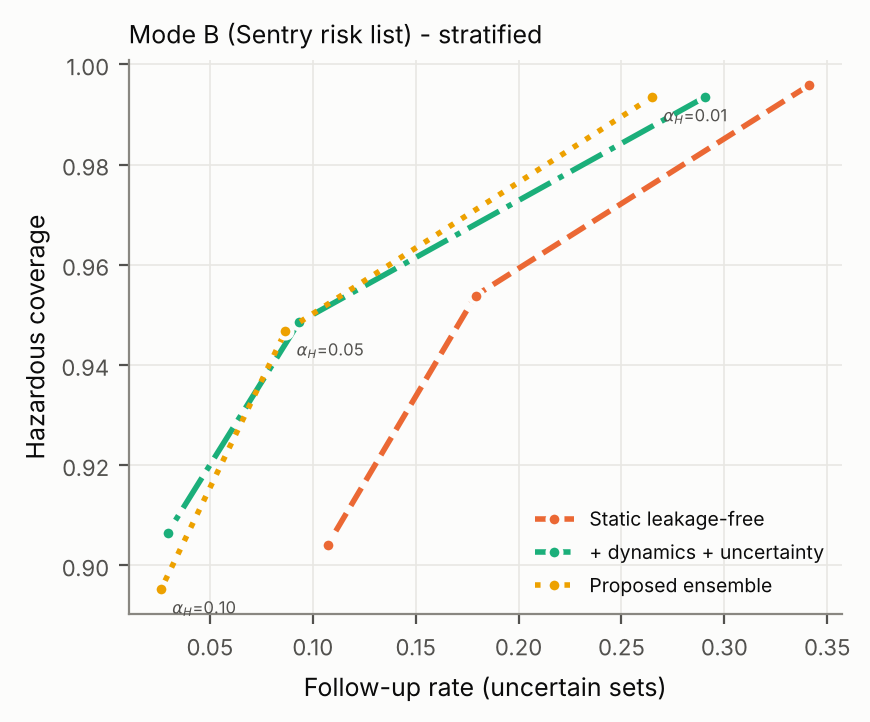 Mode B (Sentry risk list) - stratified
1.00
0.98
0.96
0.94
0.92
0.90
Hazardous coverage
αH=0.01
αH=0.05
αH=0.10
Static leakage-free
+ dynamics + uncertainty
Proposed ensemble
0.05 0.10 0.15 0.20 0.25 0.30 0.35
Follow-up rate (uncertain sets)